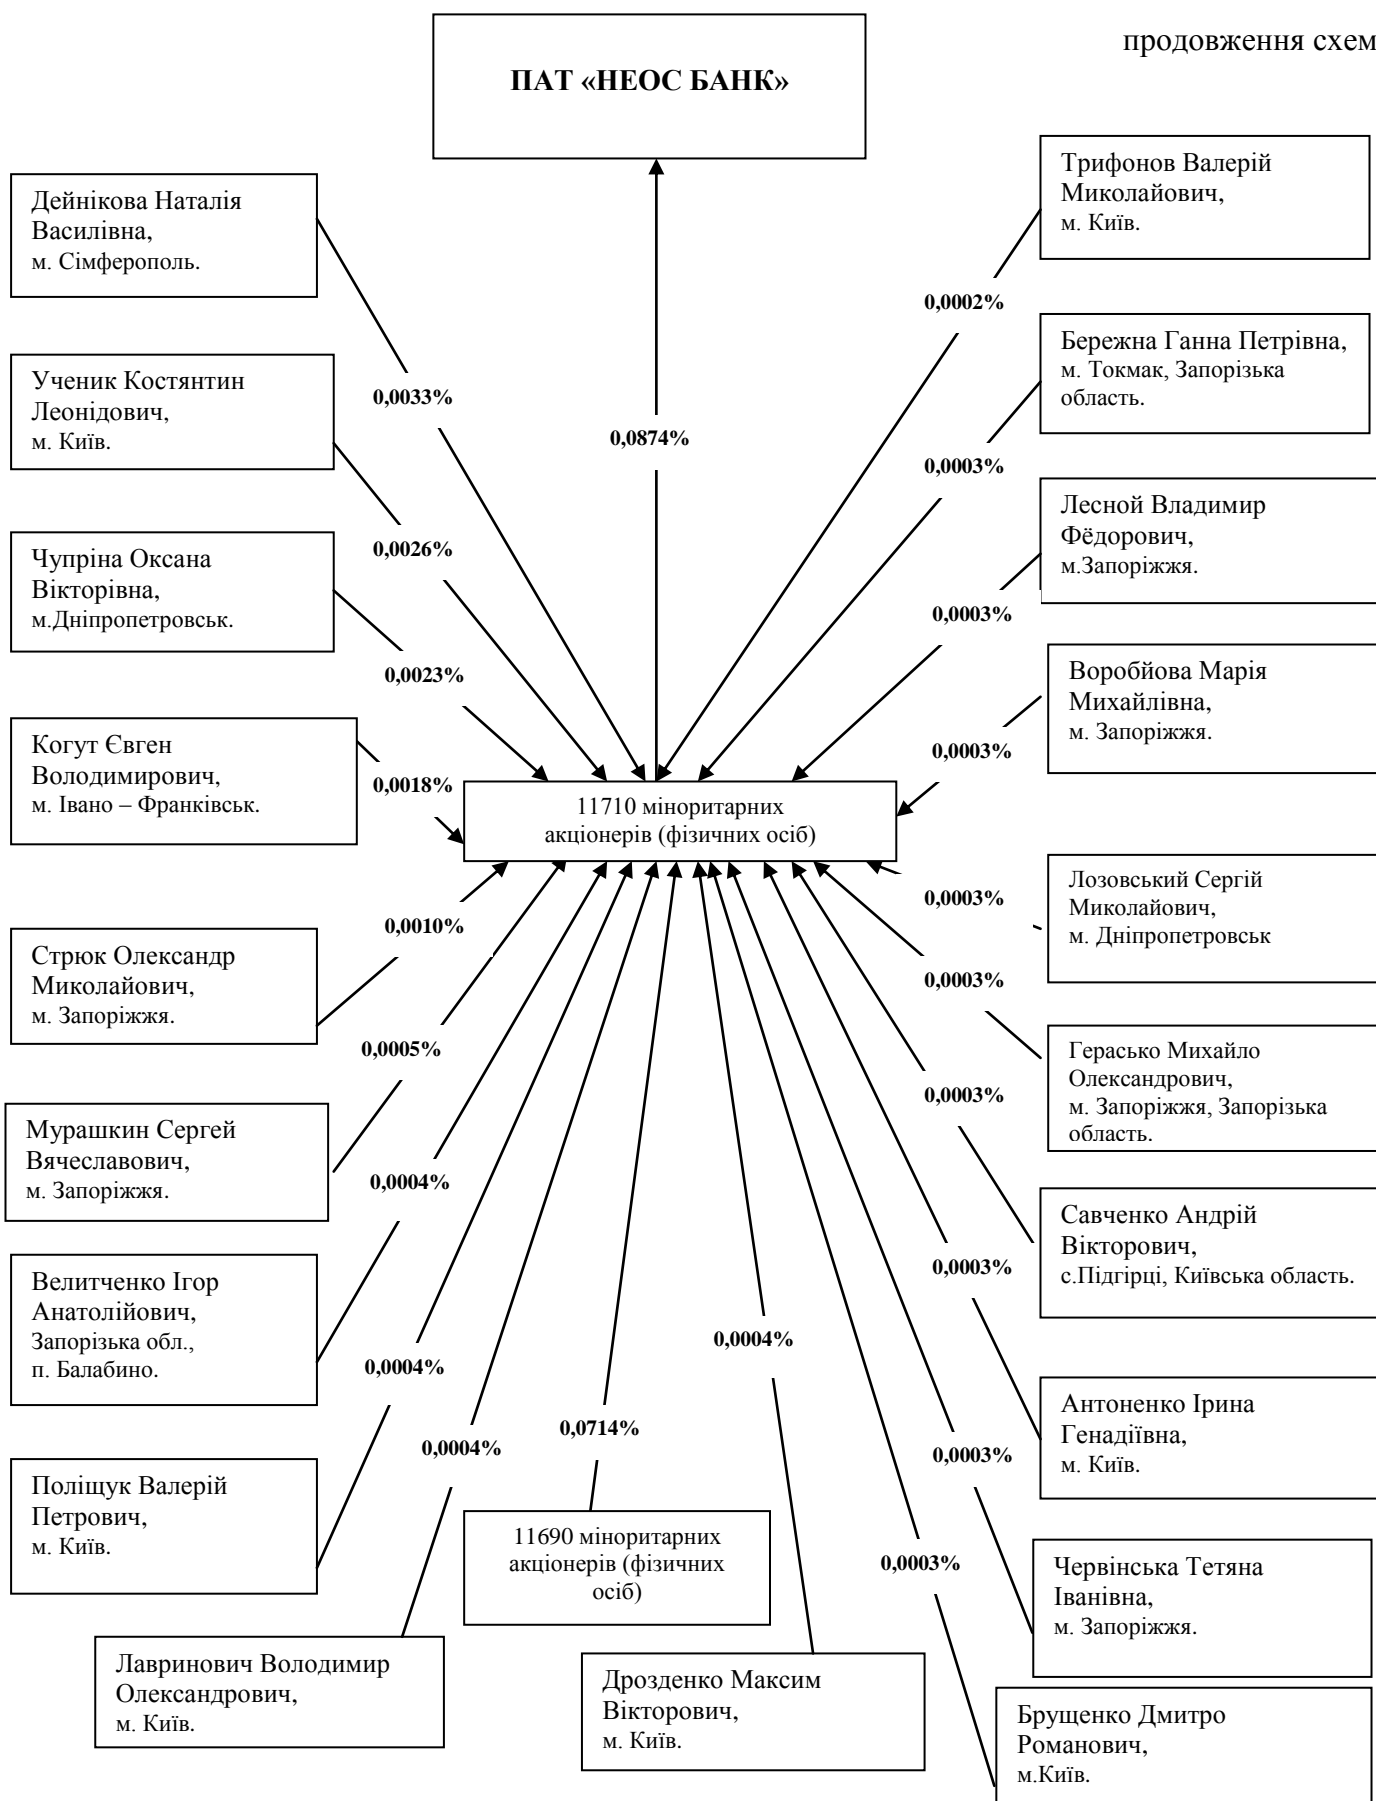 продовження схем
ПАТ «НЕОС БАНК»
Дейнікова Наталія
Василівна,
м. Сімферополь.
Ученик Костянтин
Леонідович,
м. Київ.
Чупріна Оксана
Вікторівна,
м.Дніпропетровськ.
Когут Євген
Володимирович,
м. Івано – Франківськ.
Стрюк Олександр
Миколайович,
м. Запоріжжя.
Мурашкин Сергей
Вячеславович,
м. Запоріжжя.
Велитченко Ігор
Анатолійович,
Запорізька обл.,
п. Балабино.
Поліщук Валерій
Петрович,
м. Київ.
Лавринович Володимир
Олександрович,
м. Київ.
0,0033%
0,0026%
0,0023%
0,0018%
0,0010%
0,0005%
0,0004%
0,0004%
0,0004%
0,0874%
11710 міноритарних
акціонерів (фізичних осіб)
0,0714%
11690 міноритарних
акціонерів (фізичних
осіб)
0,0004%
Дрозденко Максим
Вікторович,
м. Київ.
0,0002%
0,0003%
0,0003%
0,0003%
0,0003%
0,0003%
0,0003%
0,0003%
0,0003%
0,0003%
Трифонов Валерій
Миколайович,
м. Київ.
Бережна Ганна Петрівна,
м. Токмак, Запорізька
область.
Лесной Владимир
Фёдорович,
м.Запоріжжя.
Воробйова Марія
Михайлівна,
м. Запоріжжя.
Лозовський Сергій
Миколайович,
м. Дніпропетровськ
Герасько Михайло
Олександрович,
м. Запоріжжя, Запорізька
область.
Савченко Андрій
Вікторович,
с.Підгірці, Київська область.
Антоненко Ірина
Генадіївна,
м. Київ.
Червінська Тетяна
Іванівна,
м. Запоріжжя.
Брущенко Дмитро
Романович,
м.Київ.